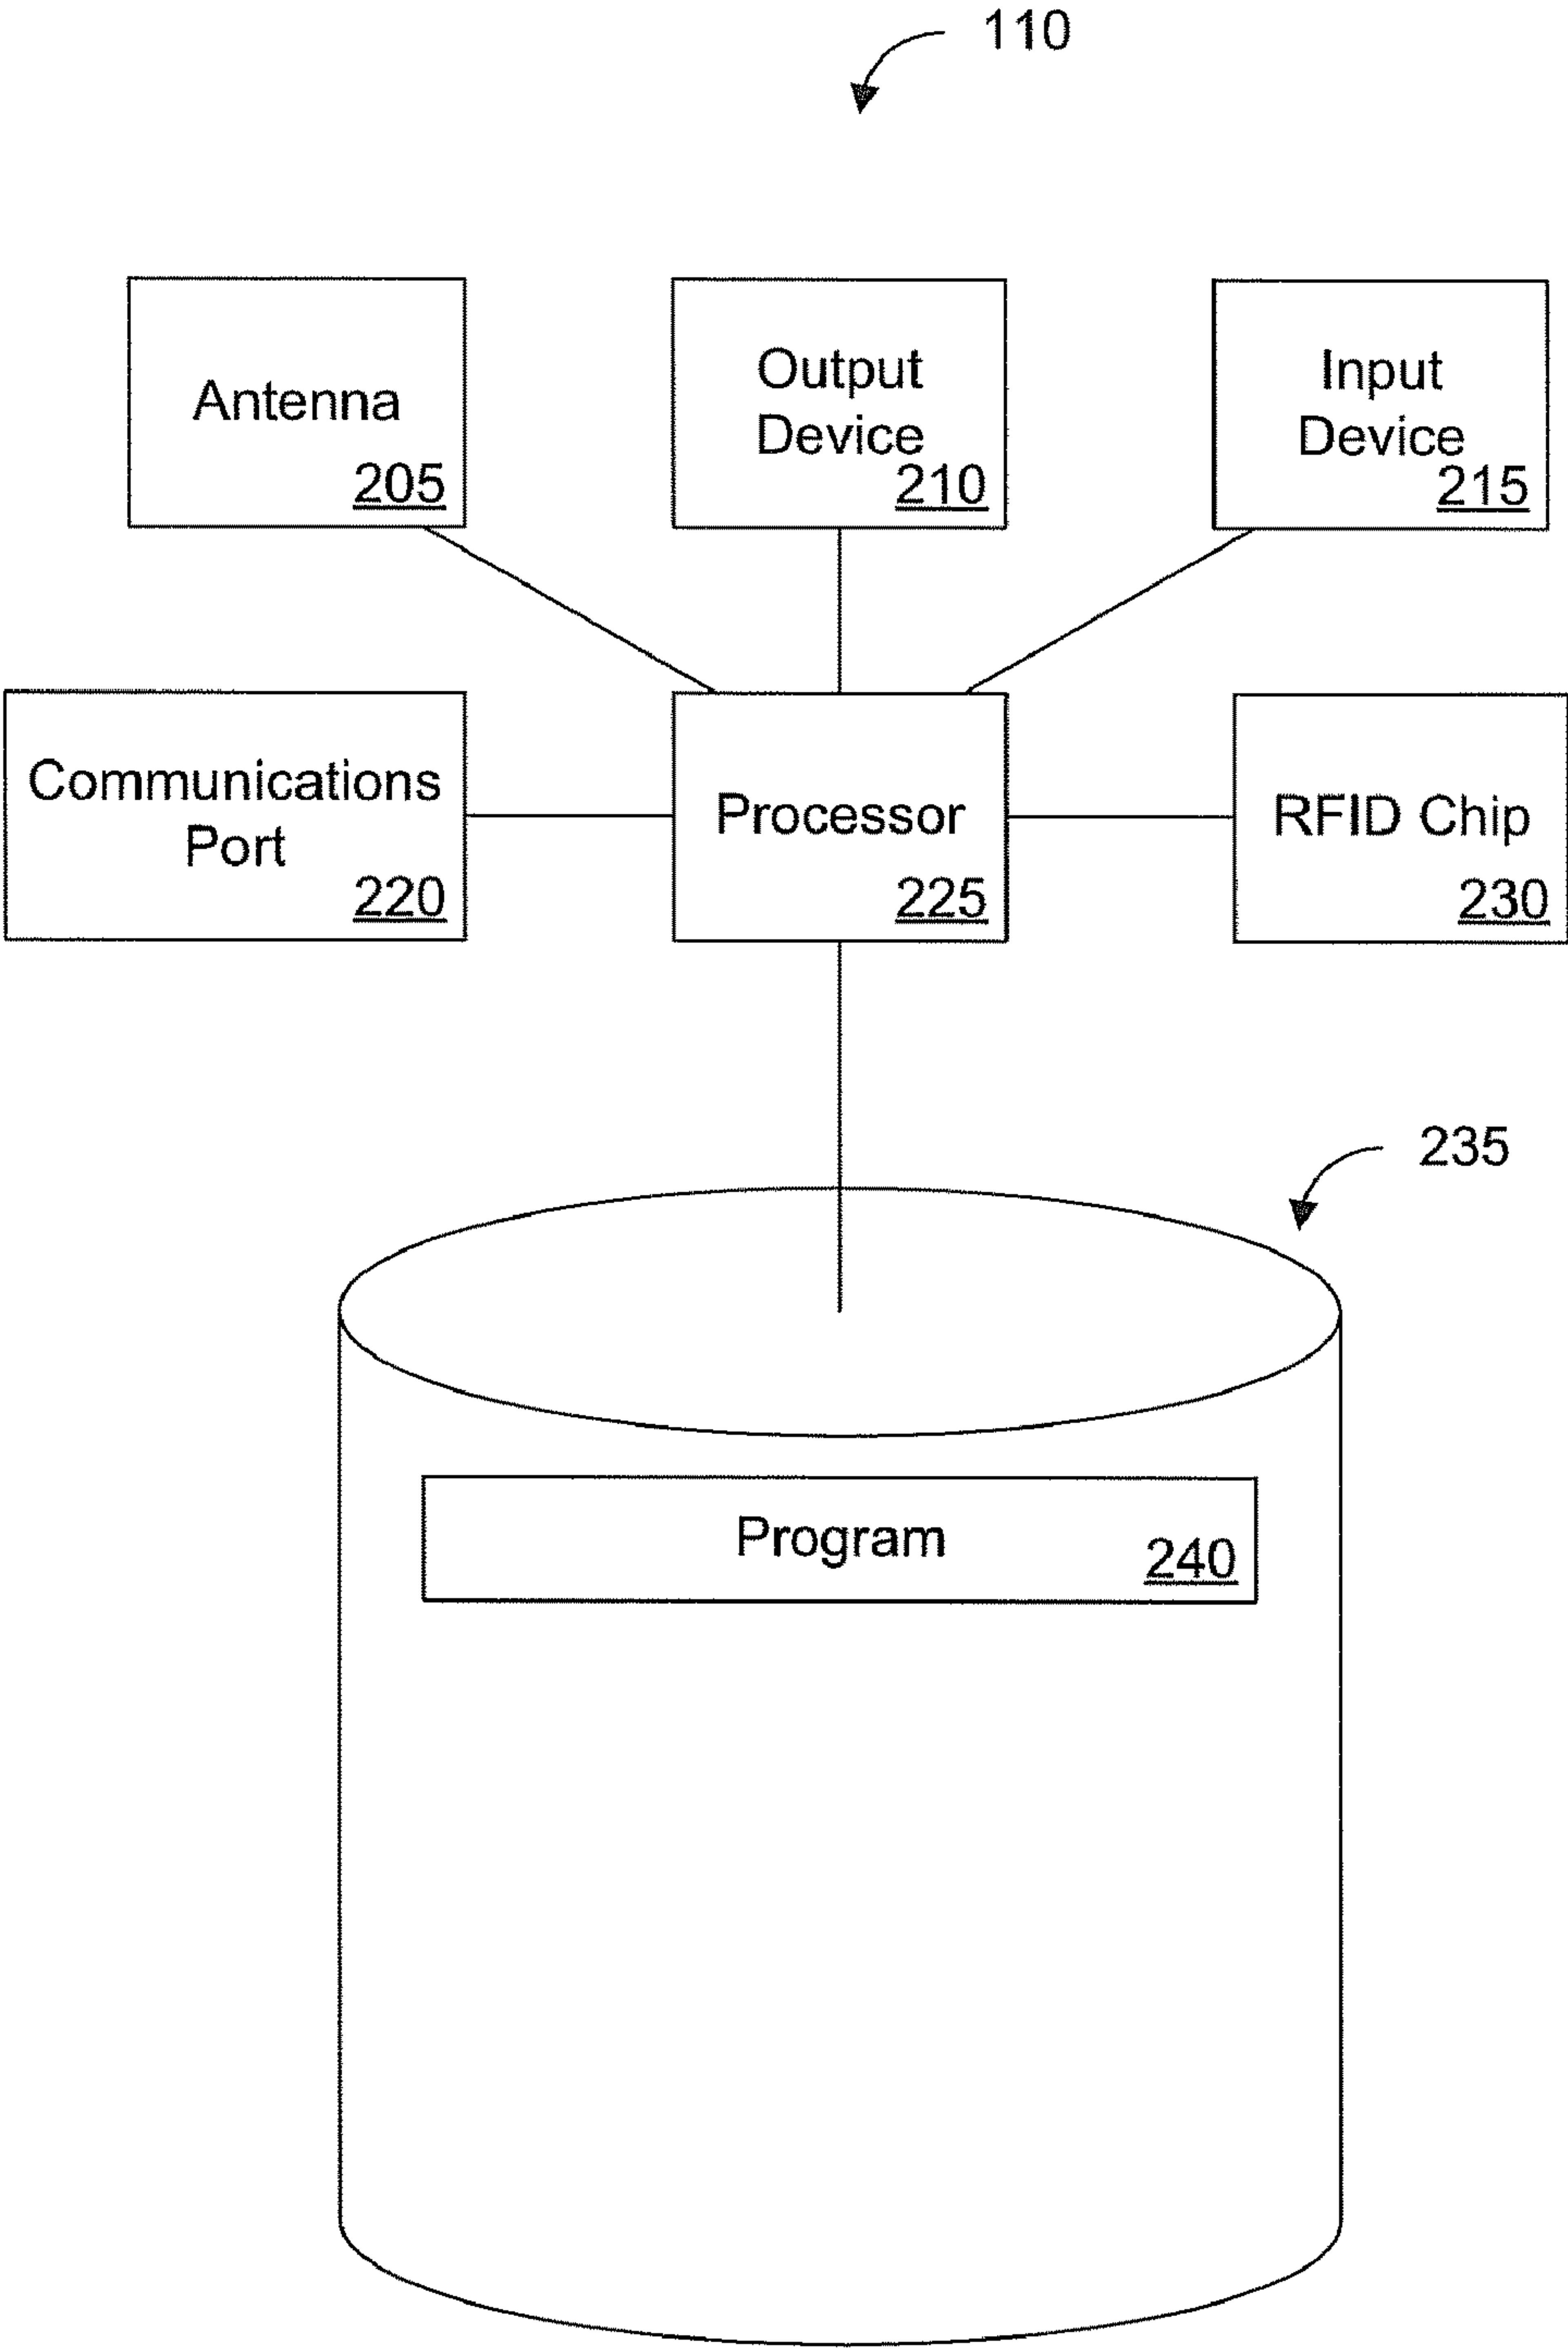 110
Antenna
205
Output
Device
210
Input
Device
215
Communications
Port
220
Processor
225
RFID Chip
230
235
Program
240